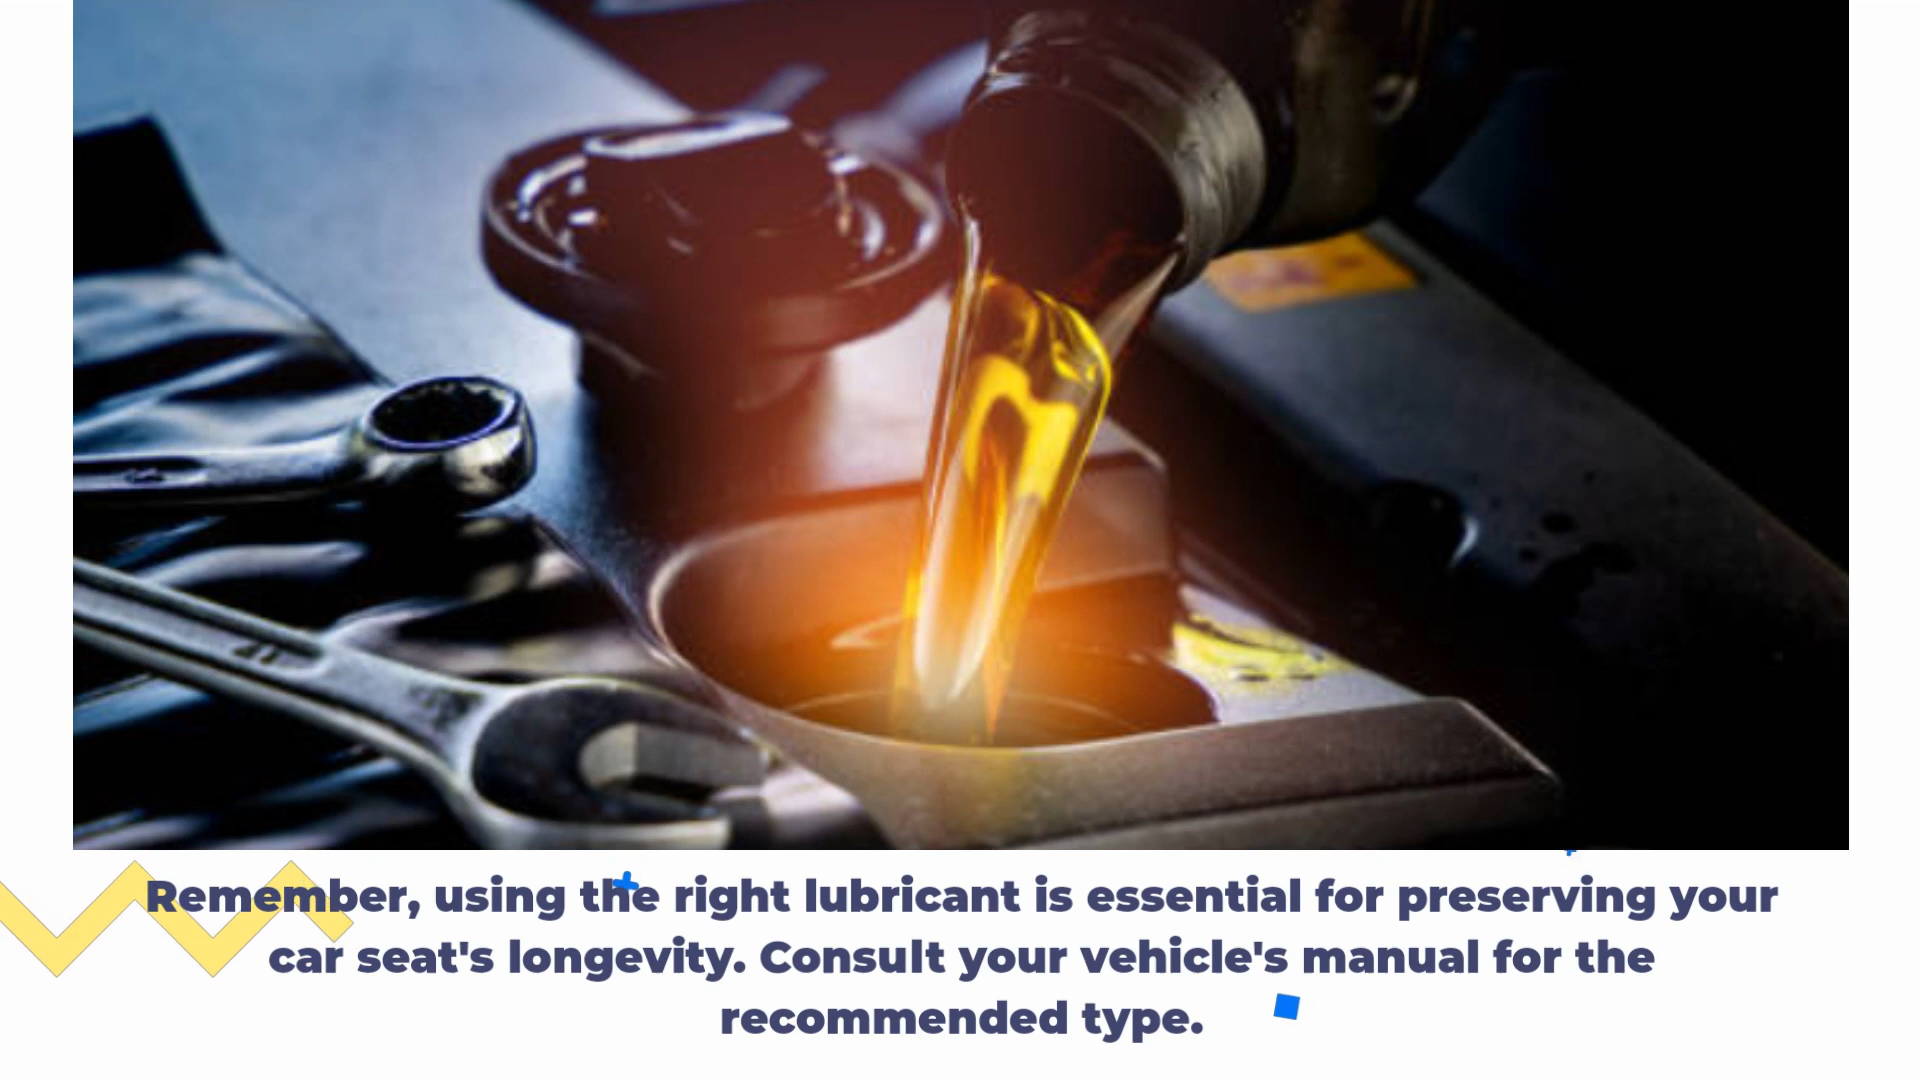 Remember, using the right lubricant is essential for preserving your
car seat's longevity. Consult your vehicle's manual for the
recommended type.